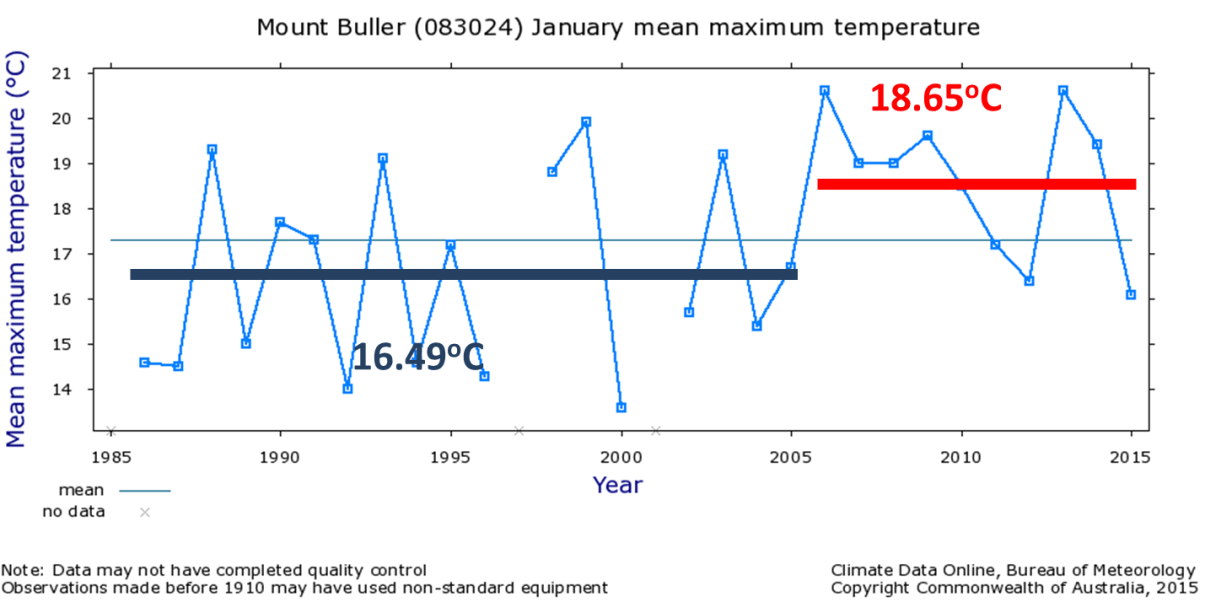 Mount Buller (083024) January mean maximum temperature
Mean maximum temperature (°C)
21
20
19
18
17
16
15
14
18.65ºC
16.49ºC
1985
1990
1995
2000
2005
2010
2015
Year
mean
no data
Note: Data may not have completed quality control
Observations made before 1910 may have used non-standard equipment
Climate Data Online, Bureau of Meteorology
Copyright Commonwealth of Australia, 2015